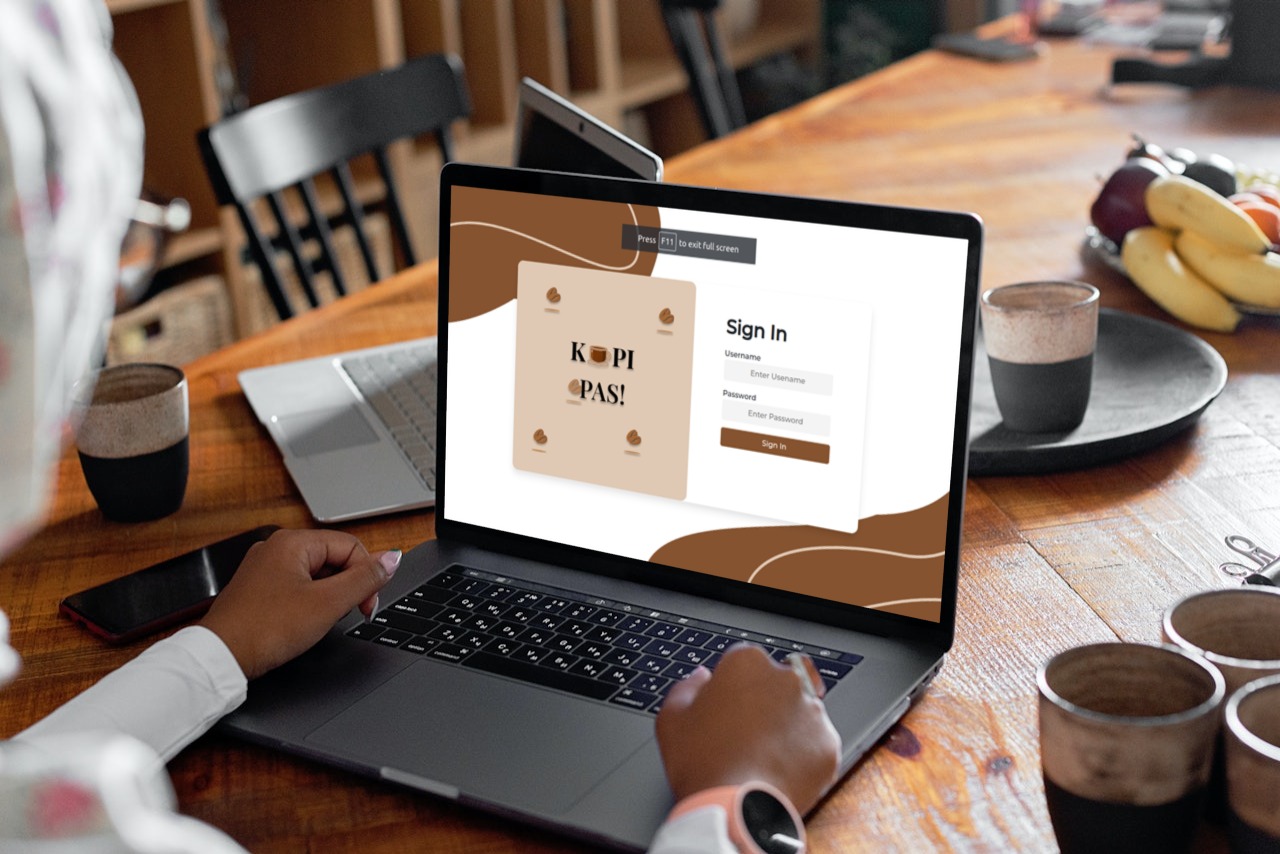 Press F11 to exit full screen
K PI
PAS!
Sign In
Username
Enter Usename
Password
Enter Password
Sign In